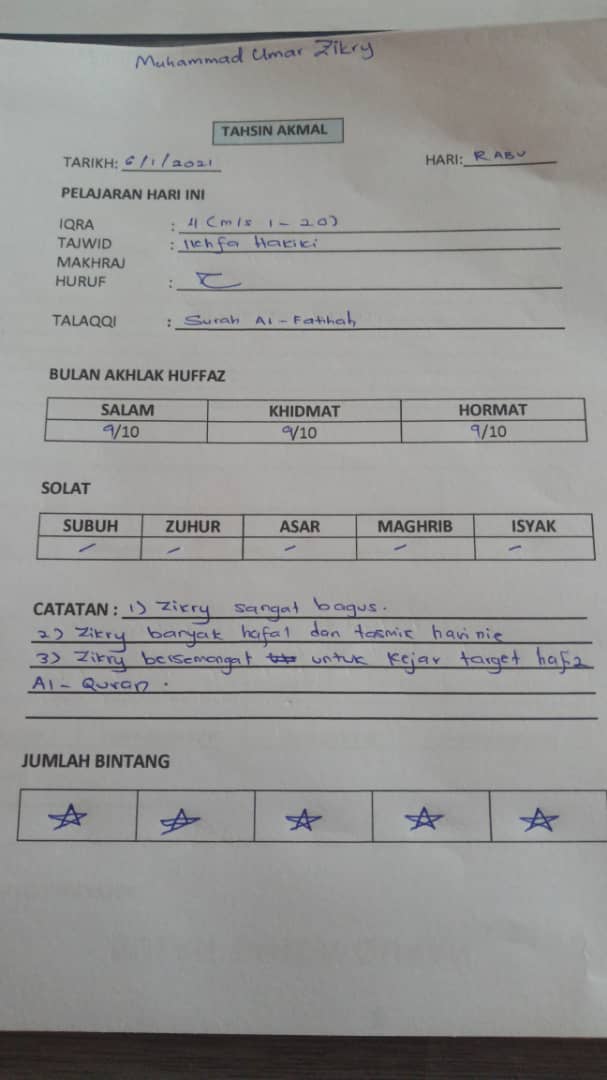 Muhammad Umar Zikry
TAHSIN AKMAL
TARIKH: 6/1/2021 HARI: RABU
PELAJARAN HARI INI
IQRA : 4 (m/s 1-20)
TAJWID : Ikhfa Hakiki
MAKHRAJ
HURUF :
TALAQQI : Surah Al-Fatihah
BULAN AKHLAK HUFFAZ
SALAM KHIDMAT HORMAT
9/10 9/10 9/10
SOLAT
SUBUH ZUHUR ASAR MAGHRIB ISYAK
/ / / / /
CATATAN : 1) Zikry sangat bagus.
2) Zikry banyak hafal dan tasmik hari nie
3) Zikry bersemangat untuk kejar target hafiz
Al-Quran.
JUMLAH BINTANG